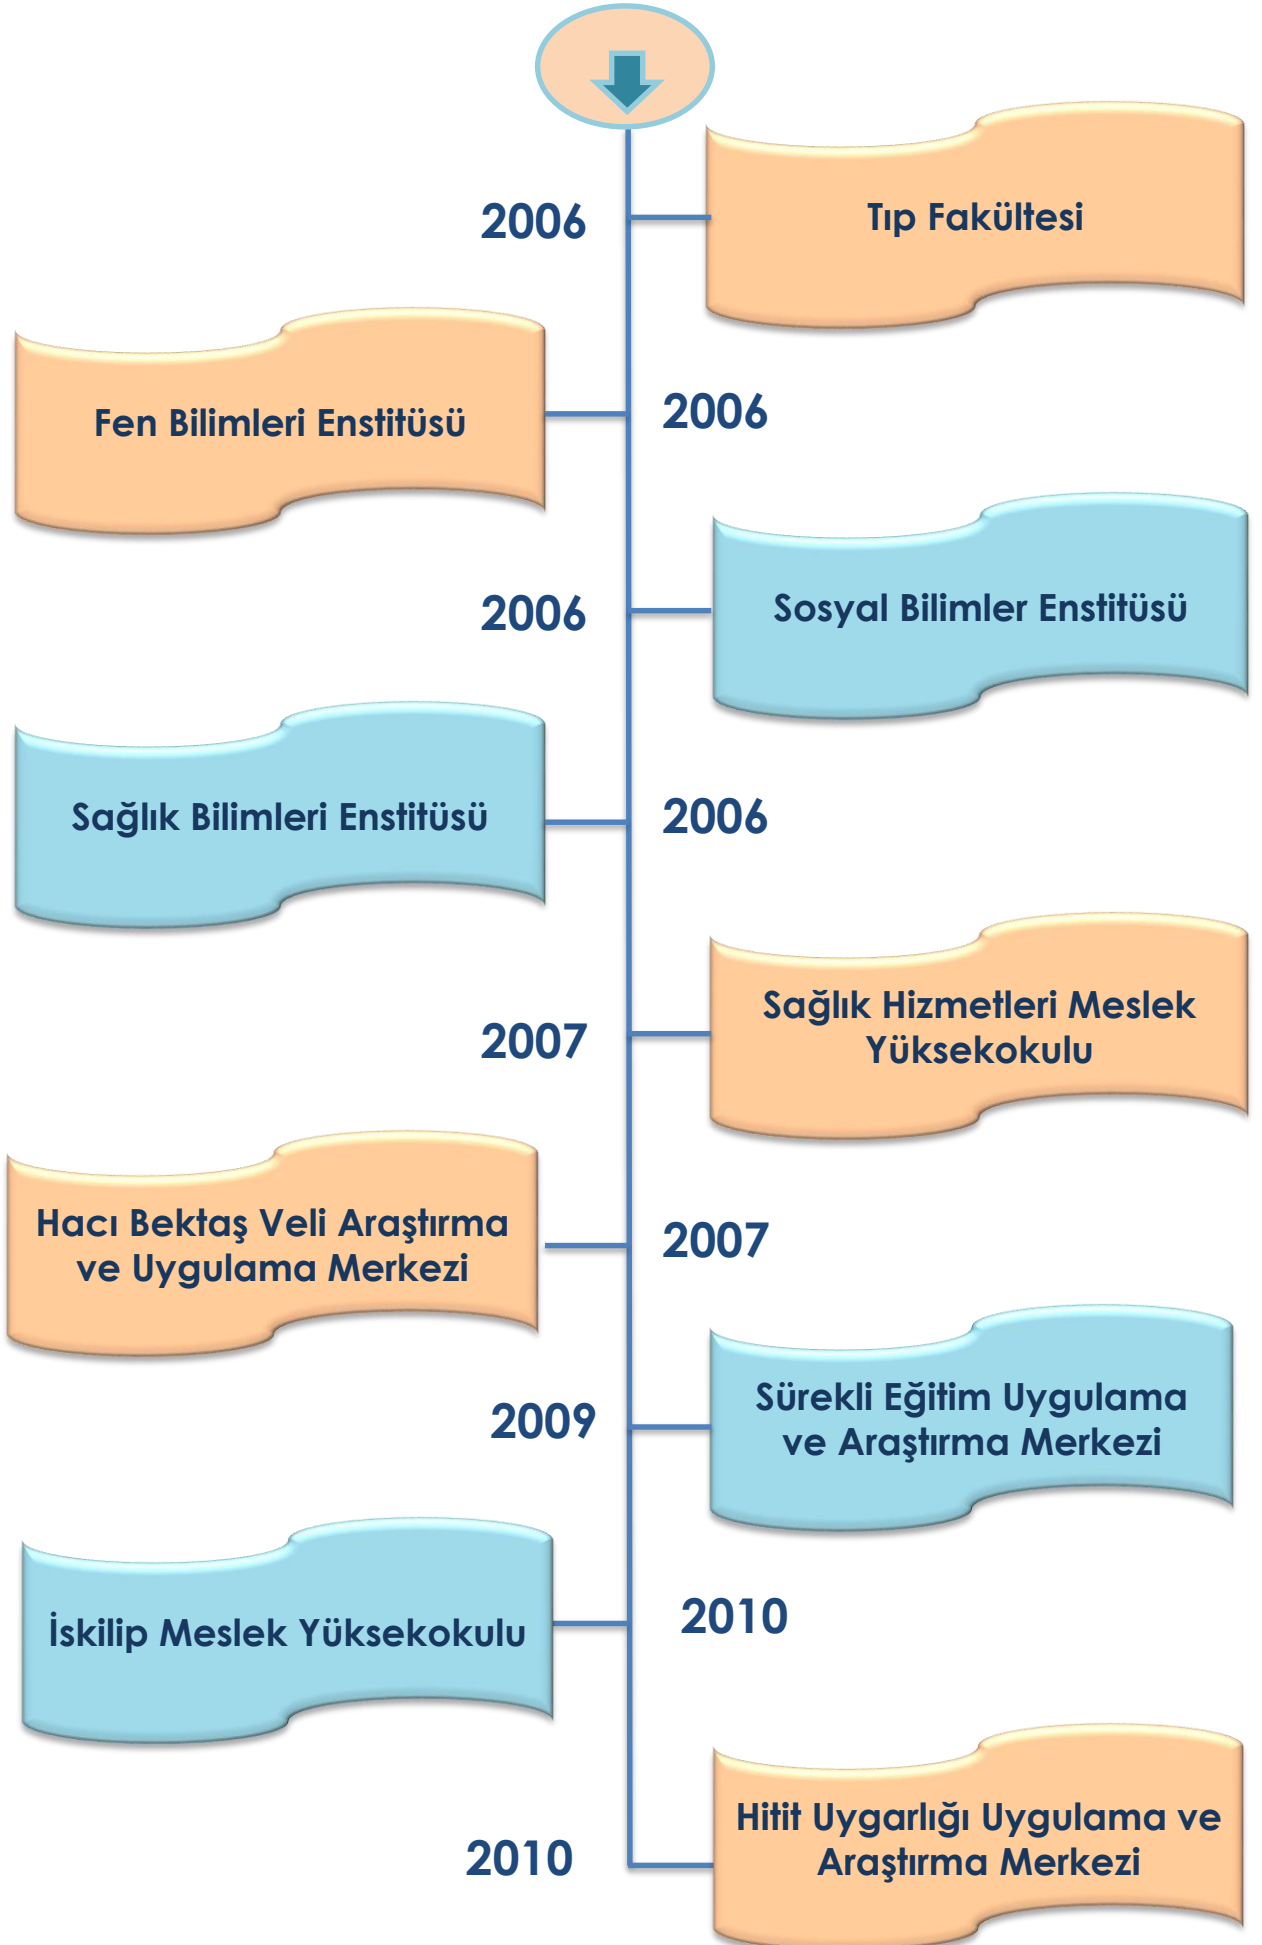 2006
Tıp Fakültesi
Fen Bilimleri Enstitüsü
2006
2006
Sosyal Bilimler Enstitüsü
Sağlık Bilimleri Enstitüsü
2006
2007
Sağlık Hizmetleri Meslek
Yüksekokulu
Hacı Bektaş Veli Araştırma
ve Uygulama Merkezi
2007
2009
Sürekli Eğitim Uygulama
ve Araştırma Merkezi
İskilip Meslek Yüksekokulu
2010
2010
Hitit Uygarlığı Uygulama ve
Araştırma Merkezi